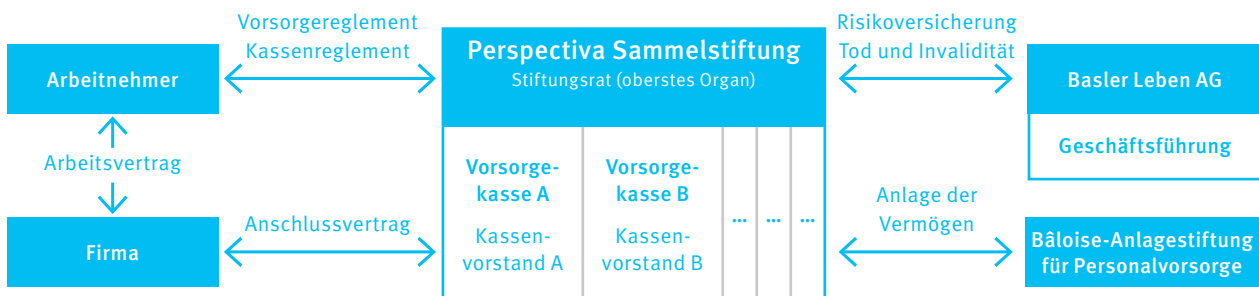 Vorsorgereglement
Kassenreglement
Arbeitnehmer
Arbeitsvertrag
Firma
Anschlussvertrag
Perspectiva Sammelstiftung
Stiftungsrat (oberstes Organ)
Vorsorge-
kasse A
Kassen-
vorstand A
Vorsorge-
kasse B
Kassen-
vorstand B
... ... ...
Risikoversicherung
Tod und Invalidität
Basler Leben AG
Geschäftsführung
Anlage der
Vermögen
Bâloise-Anlagestiftung
für Personalvorsorge